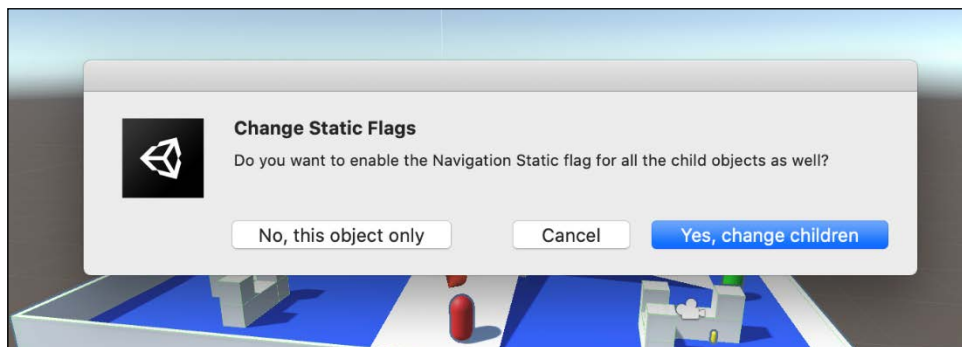 Change Static Flags
Do you want to enable the Navigation Static flag for all the child objects as well?
No, this object only
Cancel
Yes, change children